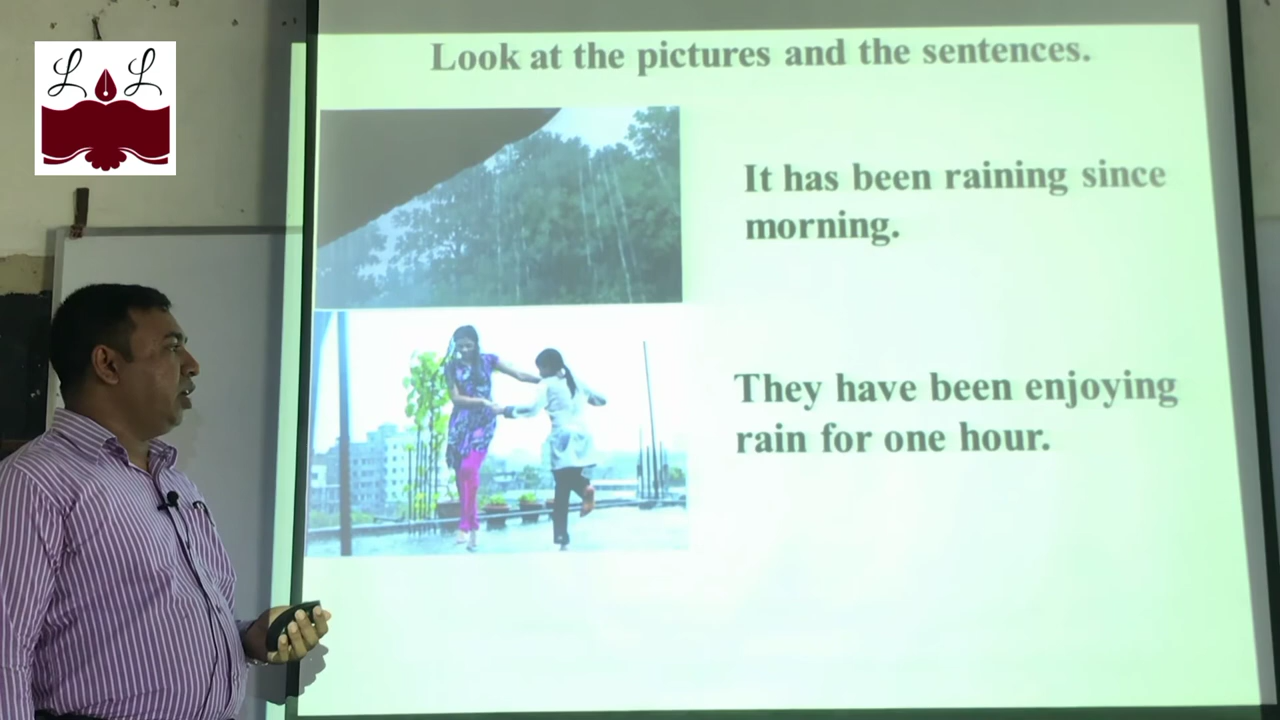 L L
Look at the pictures and the sentences.
It has been raining since
morning.
They have been enjoying
rain for one hour.